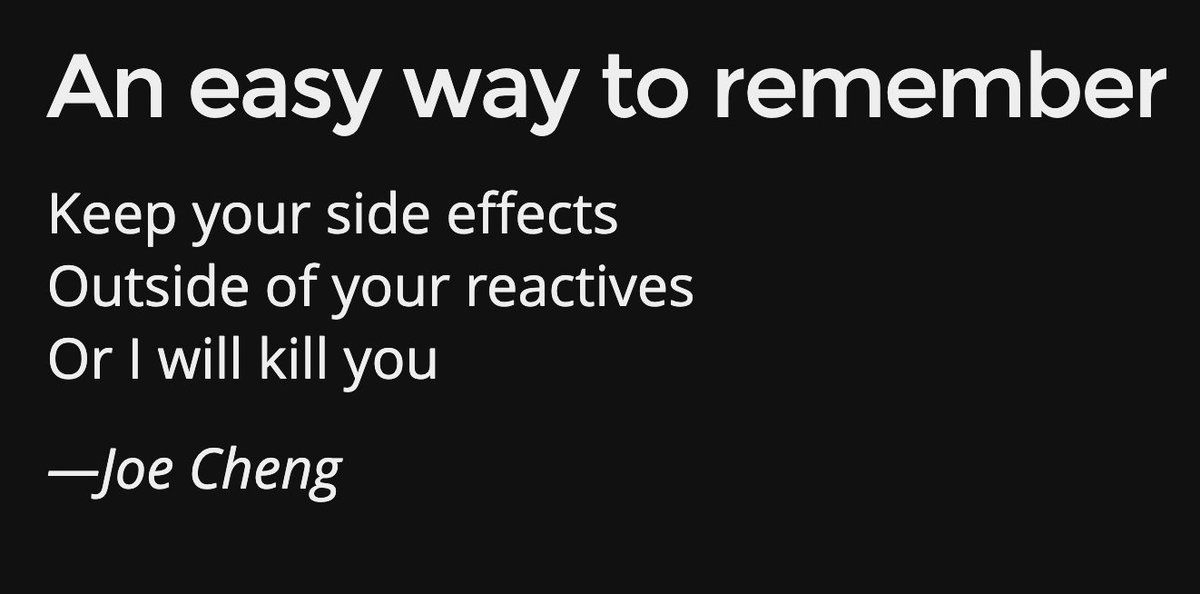 An easy way to remember
Keep your side effects
Outside of your reactives
Or I will kill you
—Joe Cheng